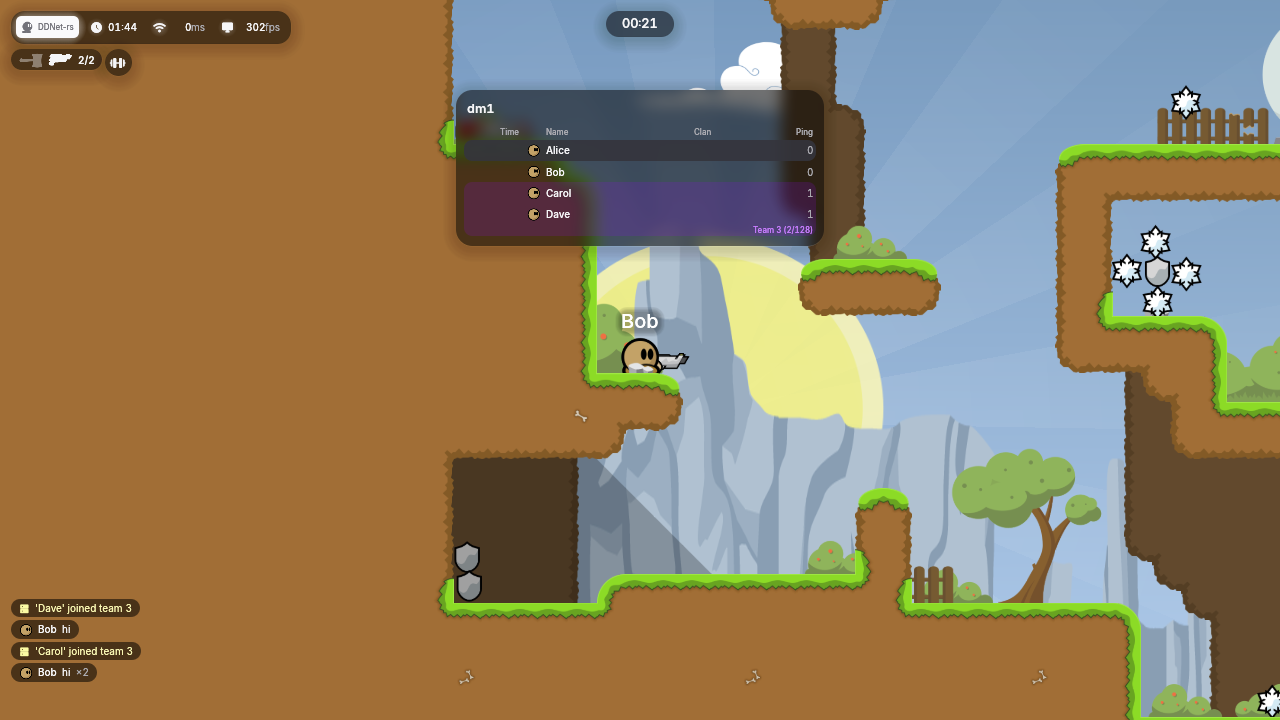 DDNet-rs 01:44 0ms 302fps
2/2
00:21
dm1
Time Name Clan Ping
Alice 0
Bob 0
Carol 1
Dave 1
Team 3 (2/128)
Bob
'Dave' joined team 3
Bob hi
'Carol' joined team 3
Bob hi ×2